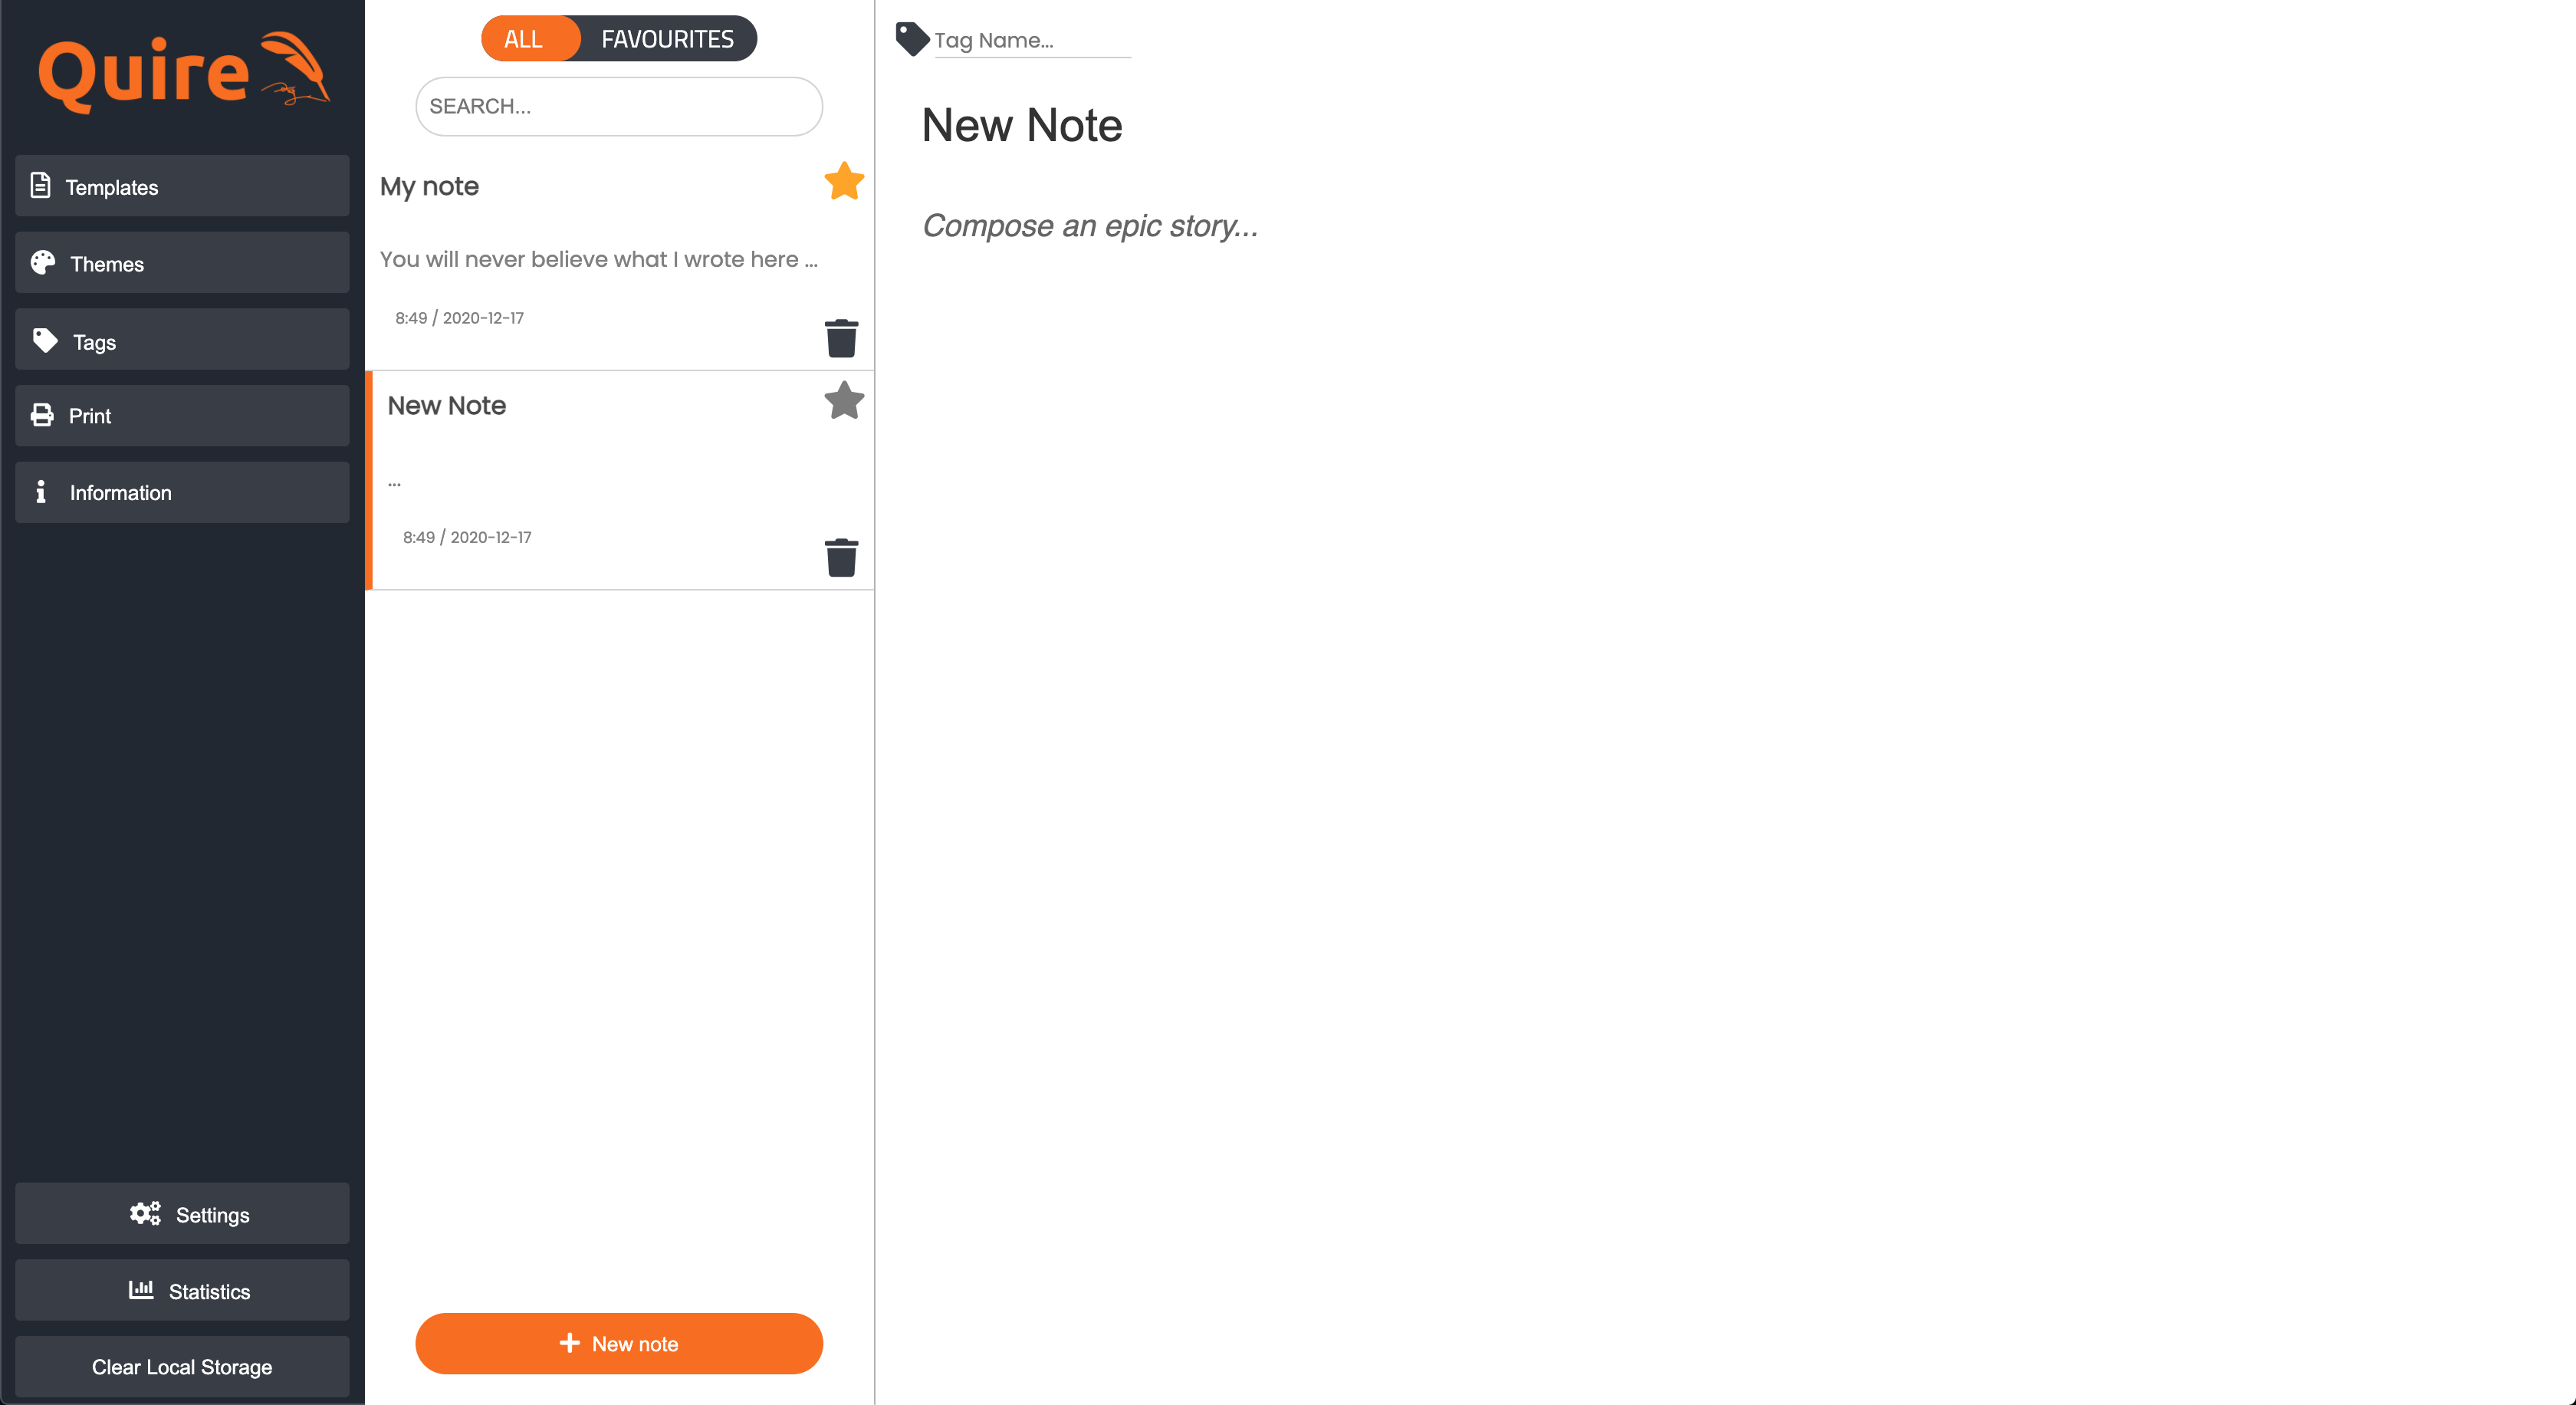 Quire
Templates
Themes
Tags
Print
Information
Settings
Statistics
Clear Local Storage
ALL FAVOURITES
SEARCH...
My note
You will never believe what I wrote here ...
8:49 / 2020-12-17
New Note
...
8:49 / 2020-12-17
New note
Tag Name...
New Note
Compose an epic story...